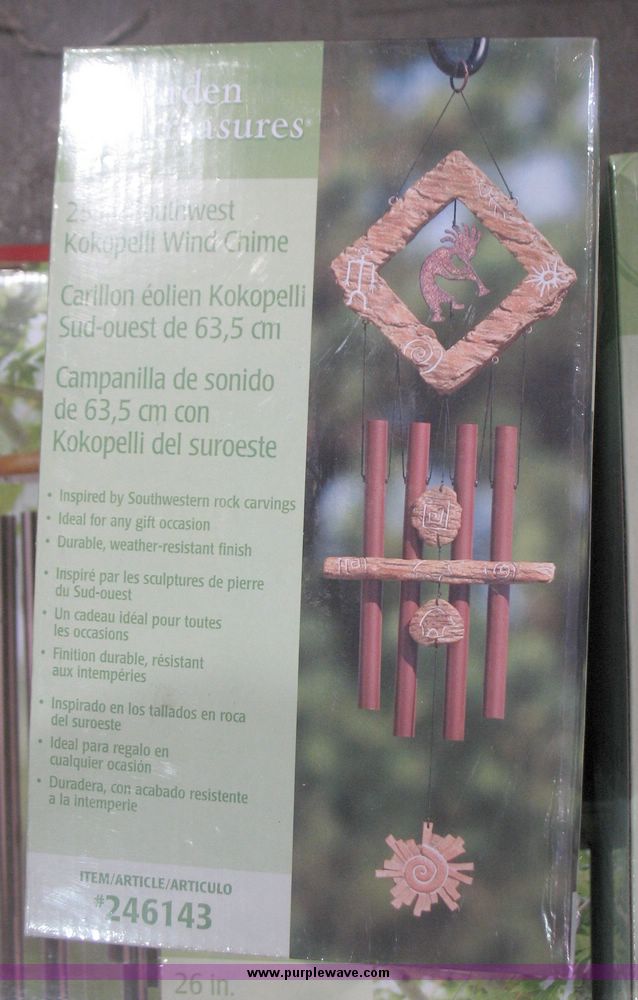 Kokopelli Wind Chime
Carillon éolien Kokopelli
Sud-ouest de 63,5 cm
Campanilla de sonido
de 63,5 cm con
Kokopelli del suroeste
• Inspired by Southwestern rock carvings
• Ideal for any gift occasion
• Durable, weather-resistant finish
• Inspiré par les sculptures de pierre
du Sud-ouest
• Un cadeau idéal pour toutes
les occasions
• Finition durable, résistant
aux intempéries
• Inspirado en los tallados en roca
del suroeste
• Ideal para regalo en
cualquier ocasión
• Duradera, con acabado resistente
a la intemperie
ITEM/ARTICLE/ARTICULO
#246143
www.purplewave.com
26 in.